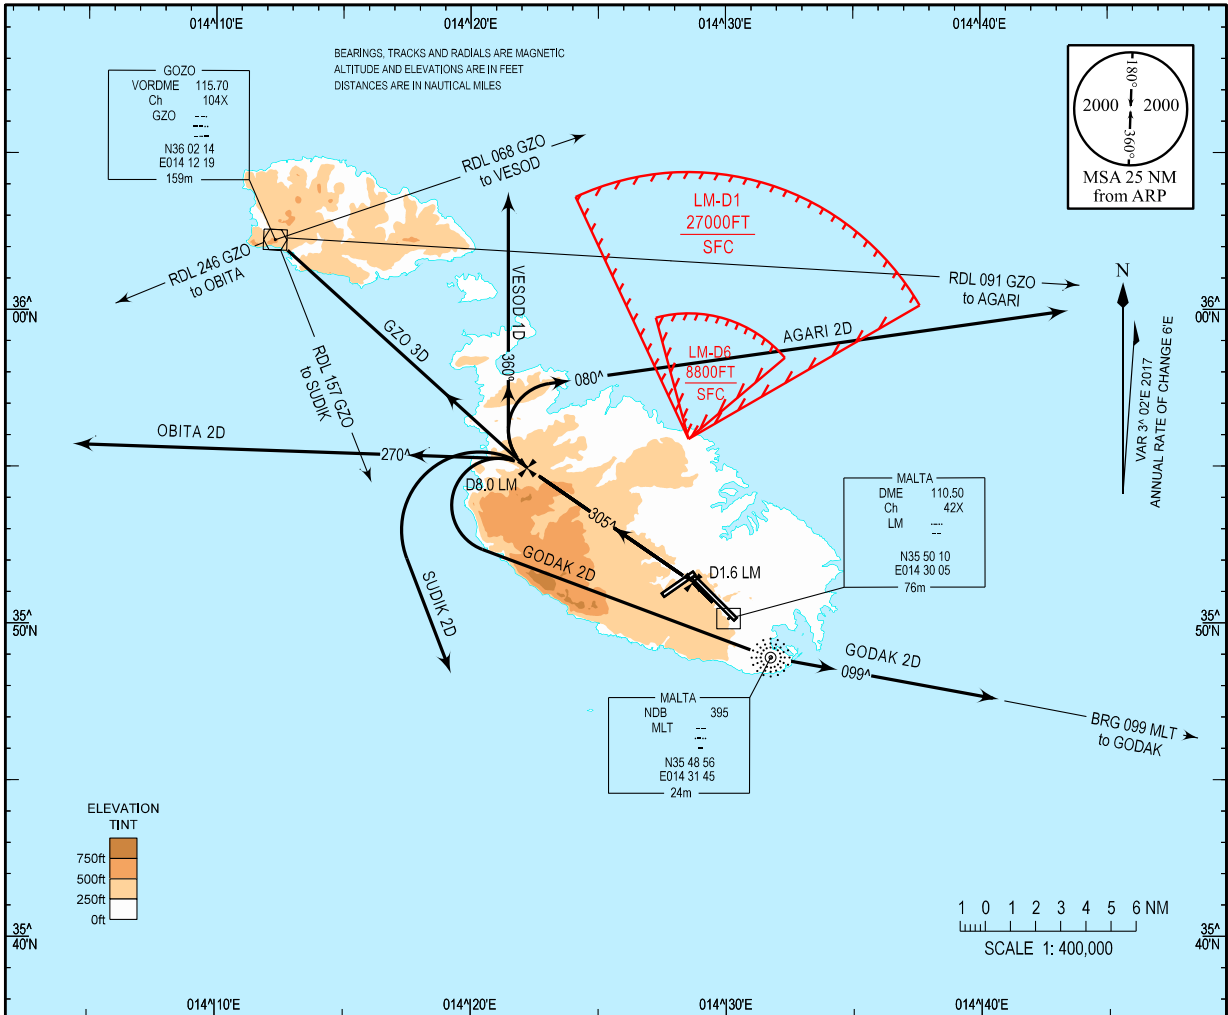 014^10'E
014^20'E
014^30'E
014^40'E
BEARINGS, TRACKS AND RADIALS ARE MAGNETIC
ALTITUDE AND ELEVATIONS ARE IN FEET
DISTANCES ARE IN NAUTICAL MILES
GOZO
VORDME 115.70
Ch 104X
GZO
N36 02 14
E014 12 19
159m
180°
2000 2000
360°
MSA 25 NM
from ARP
RDL 068 GZO
to VESOD
LM-D1
27000FT
SFC
RDL 246 GZO
to OBITA
RDL 091 GZO
to AGARI
N
VAR 3^ 02'E 2017
ANNUAL RATE OF CHANGE 6'E
36^
00'N
36^
00'N
VESOD 1D
360^
GZO 3D
AGARI 2D
080^
LM-D6
8800FT
SFC
RDL 157 GZO
to SUDIK
OBITA 2D
270^
D8.0 LM
305^
MALTA
DME 110.50
Ch 42X
LM
N35 50 10
E014 30 05
76m
GODAK 2D
D1.6 LM
SUDIK 2D
35^
50'N
35^
50'N
GODAK 2D
099^
MALTA
NDB 395
MLT
N35 48 56
E014 31 45
24m
BRG 099 MLT
to GODAK
ELEVATION
TINT
750ft
500ft
250ft
0ft
1 0 1 2 3 4 5 6 NM
SCALE 1: 400,000
35^
40'N
35^
40'N
014^10'E
014^20'E
014^30'E
014^40'E